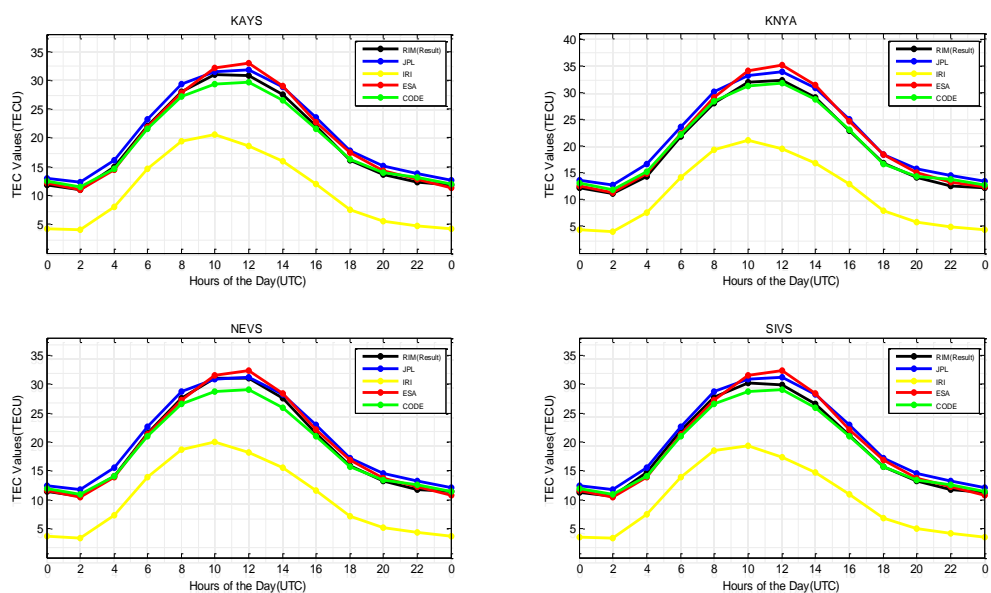 KAYS
TEC Values(TECU)
35
30
25
20
15
10
5
0 2 4 6 8 10 12 14 16 18 20 22 0
Hours of the Day(UTC)
RIM(Result)
JPL
IRI
ESA
CODE
KNYA
TEC Values(TECU)
40
35
30
25
20
15
10
5
0 2 4 6 8 10 12 14 16 18 20 22 0
Hours of the Day(UTC)
RIM(Result)
JPL
IRI
ESA
CODE
NEVS
TEC Values(TECU)
35
30
25
20
15
10
5
0 2 4 6 8 10 12 14 16 18 20 22 0
Hours of the Day(UTC)
RIM(Result)
JPL
IRI
ESA
CODE
SIVS
TEC Values(TECU)
35
30
25
20
15
10
5
0 2 4 6 8 10 12 14 16 18 20 22 0
Hours of the Day(UTC)
RIM(Result)
JPL
IRI
ESA
CODE